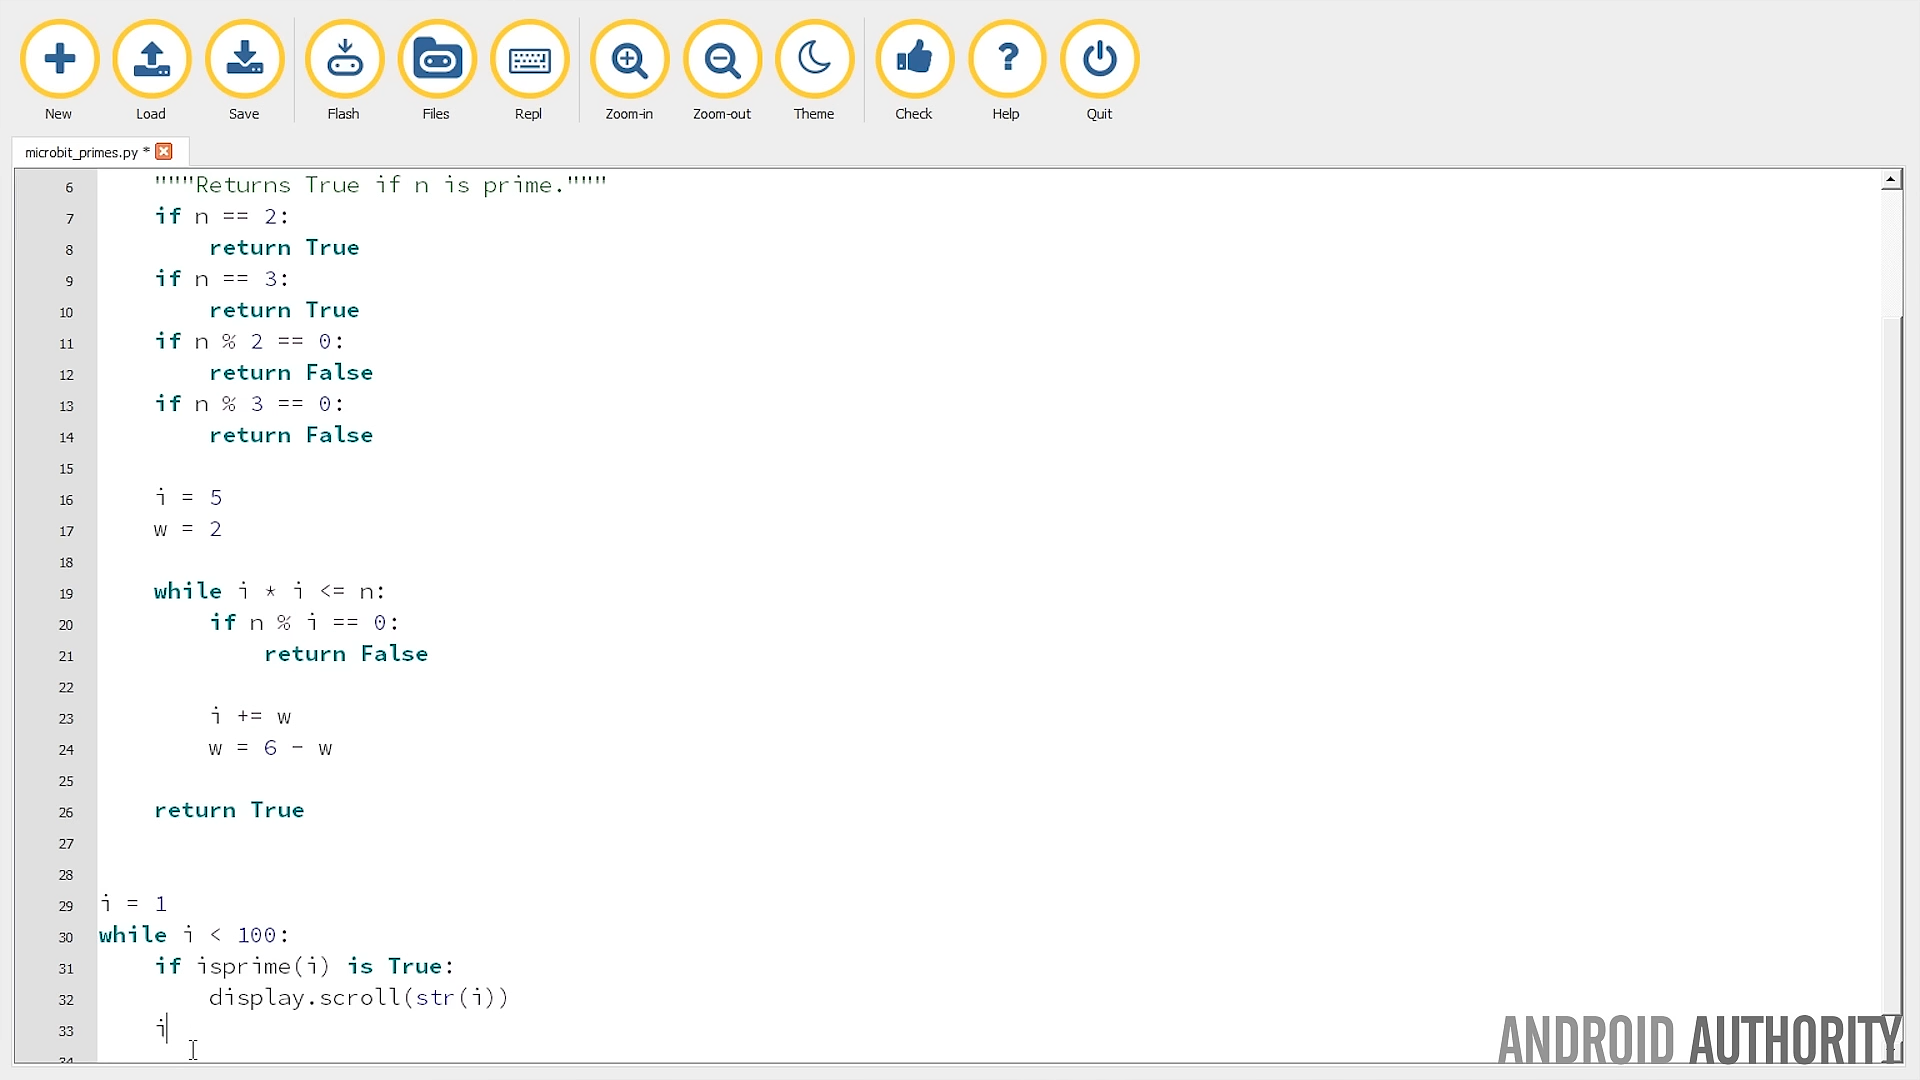 New Load Save Flash Files Repl Zoom-in Zoom-out Theme Check Help Quit
microbit_primes.py *
6 """Returns True if n is prime."""
7 if n == 2:
8 return True
9 if n == 3:
10 return True
11 if n % 2 == 0:
12 return False
13 if n % 3 == 0:
14 return False
15
16 i = 5
17 w = 2
18
19 while i * i <= n:
20 if n % i == 0:
21 return False
22
23 i += w
24 w = 6 - w
25
26 return True
27
28
29 i = 1
30 while i < 100:
31 if isprime(i) is True:
32 display.scroll(str(i))
33 i
34
ANDROID AUTHORITY